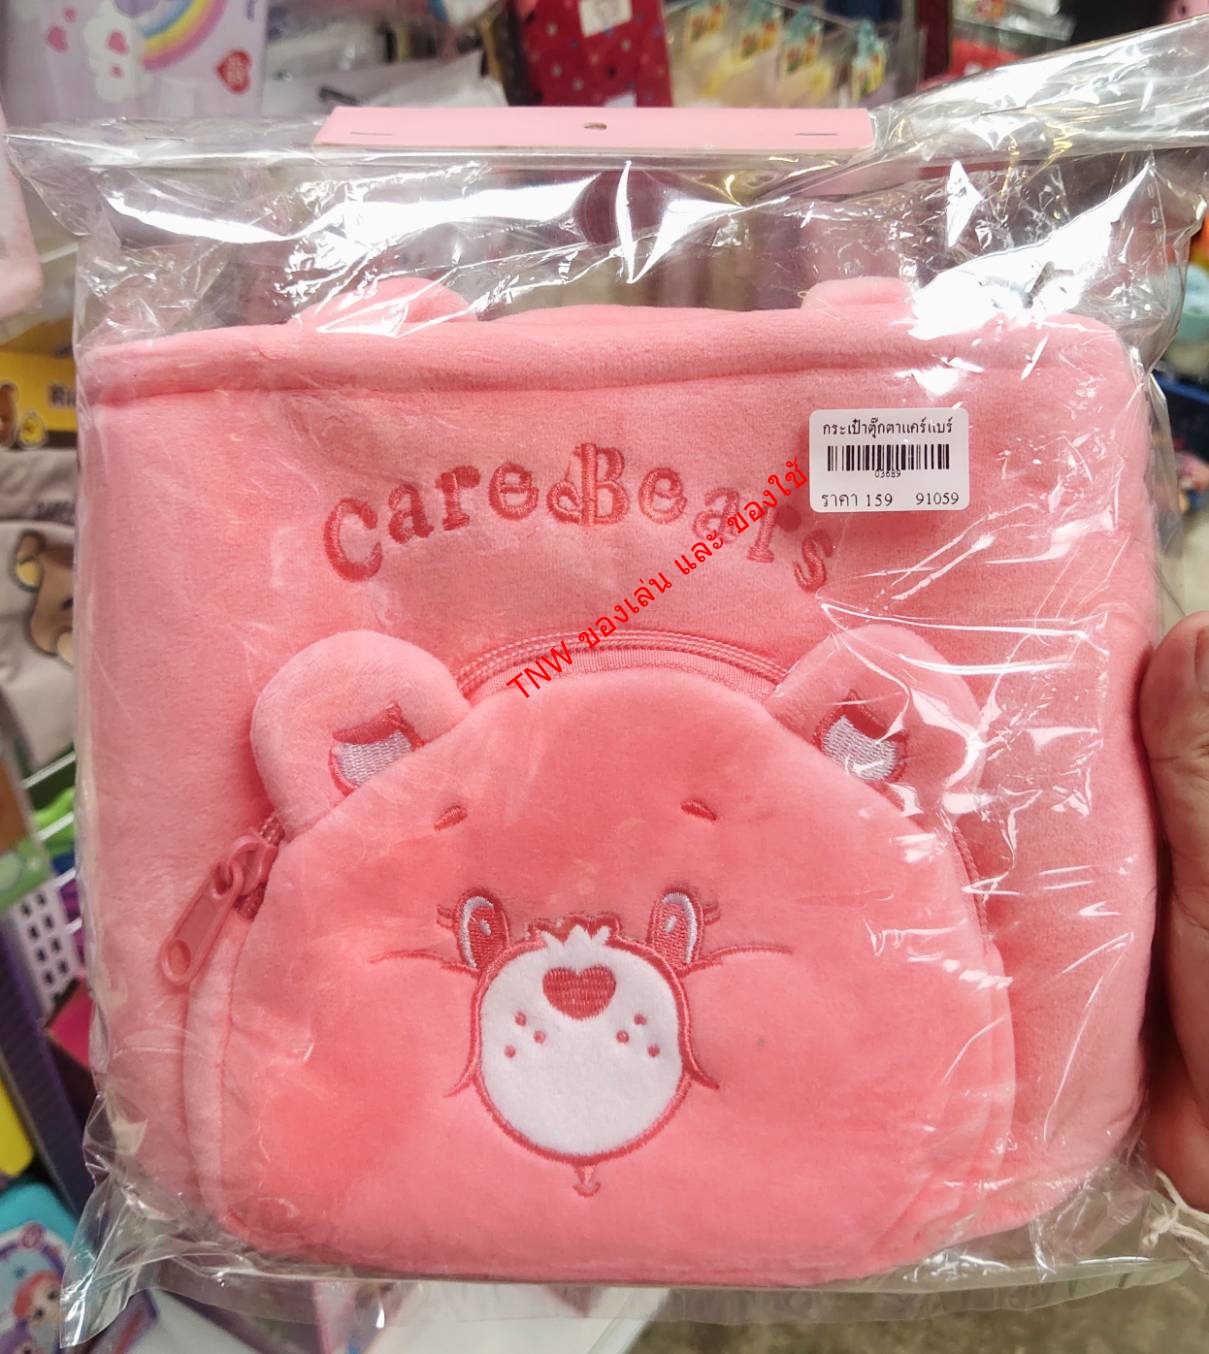 กระเป๋าตุ๊กตาแคร์แบร์
03689
ราคา 159 91059
Care Bears
TNW ของเล่น และ ของใช้